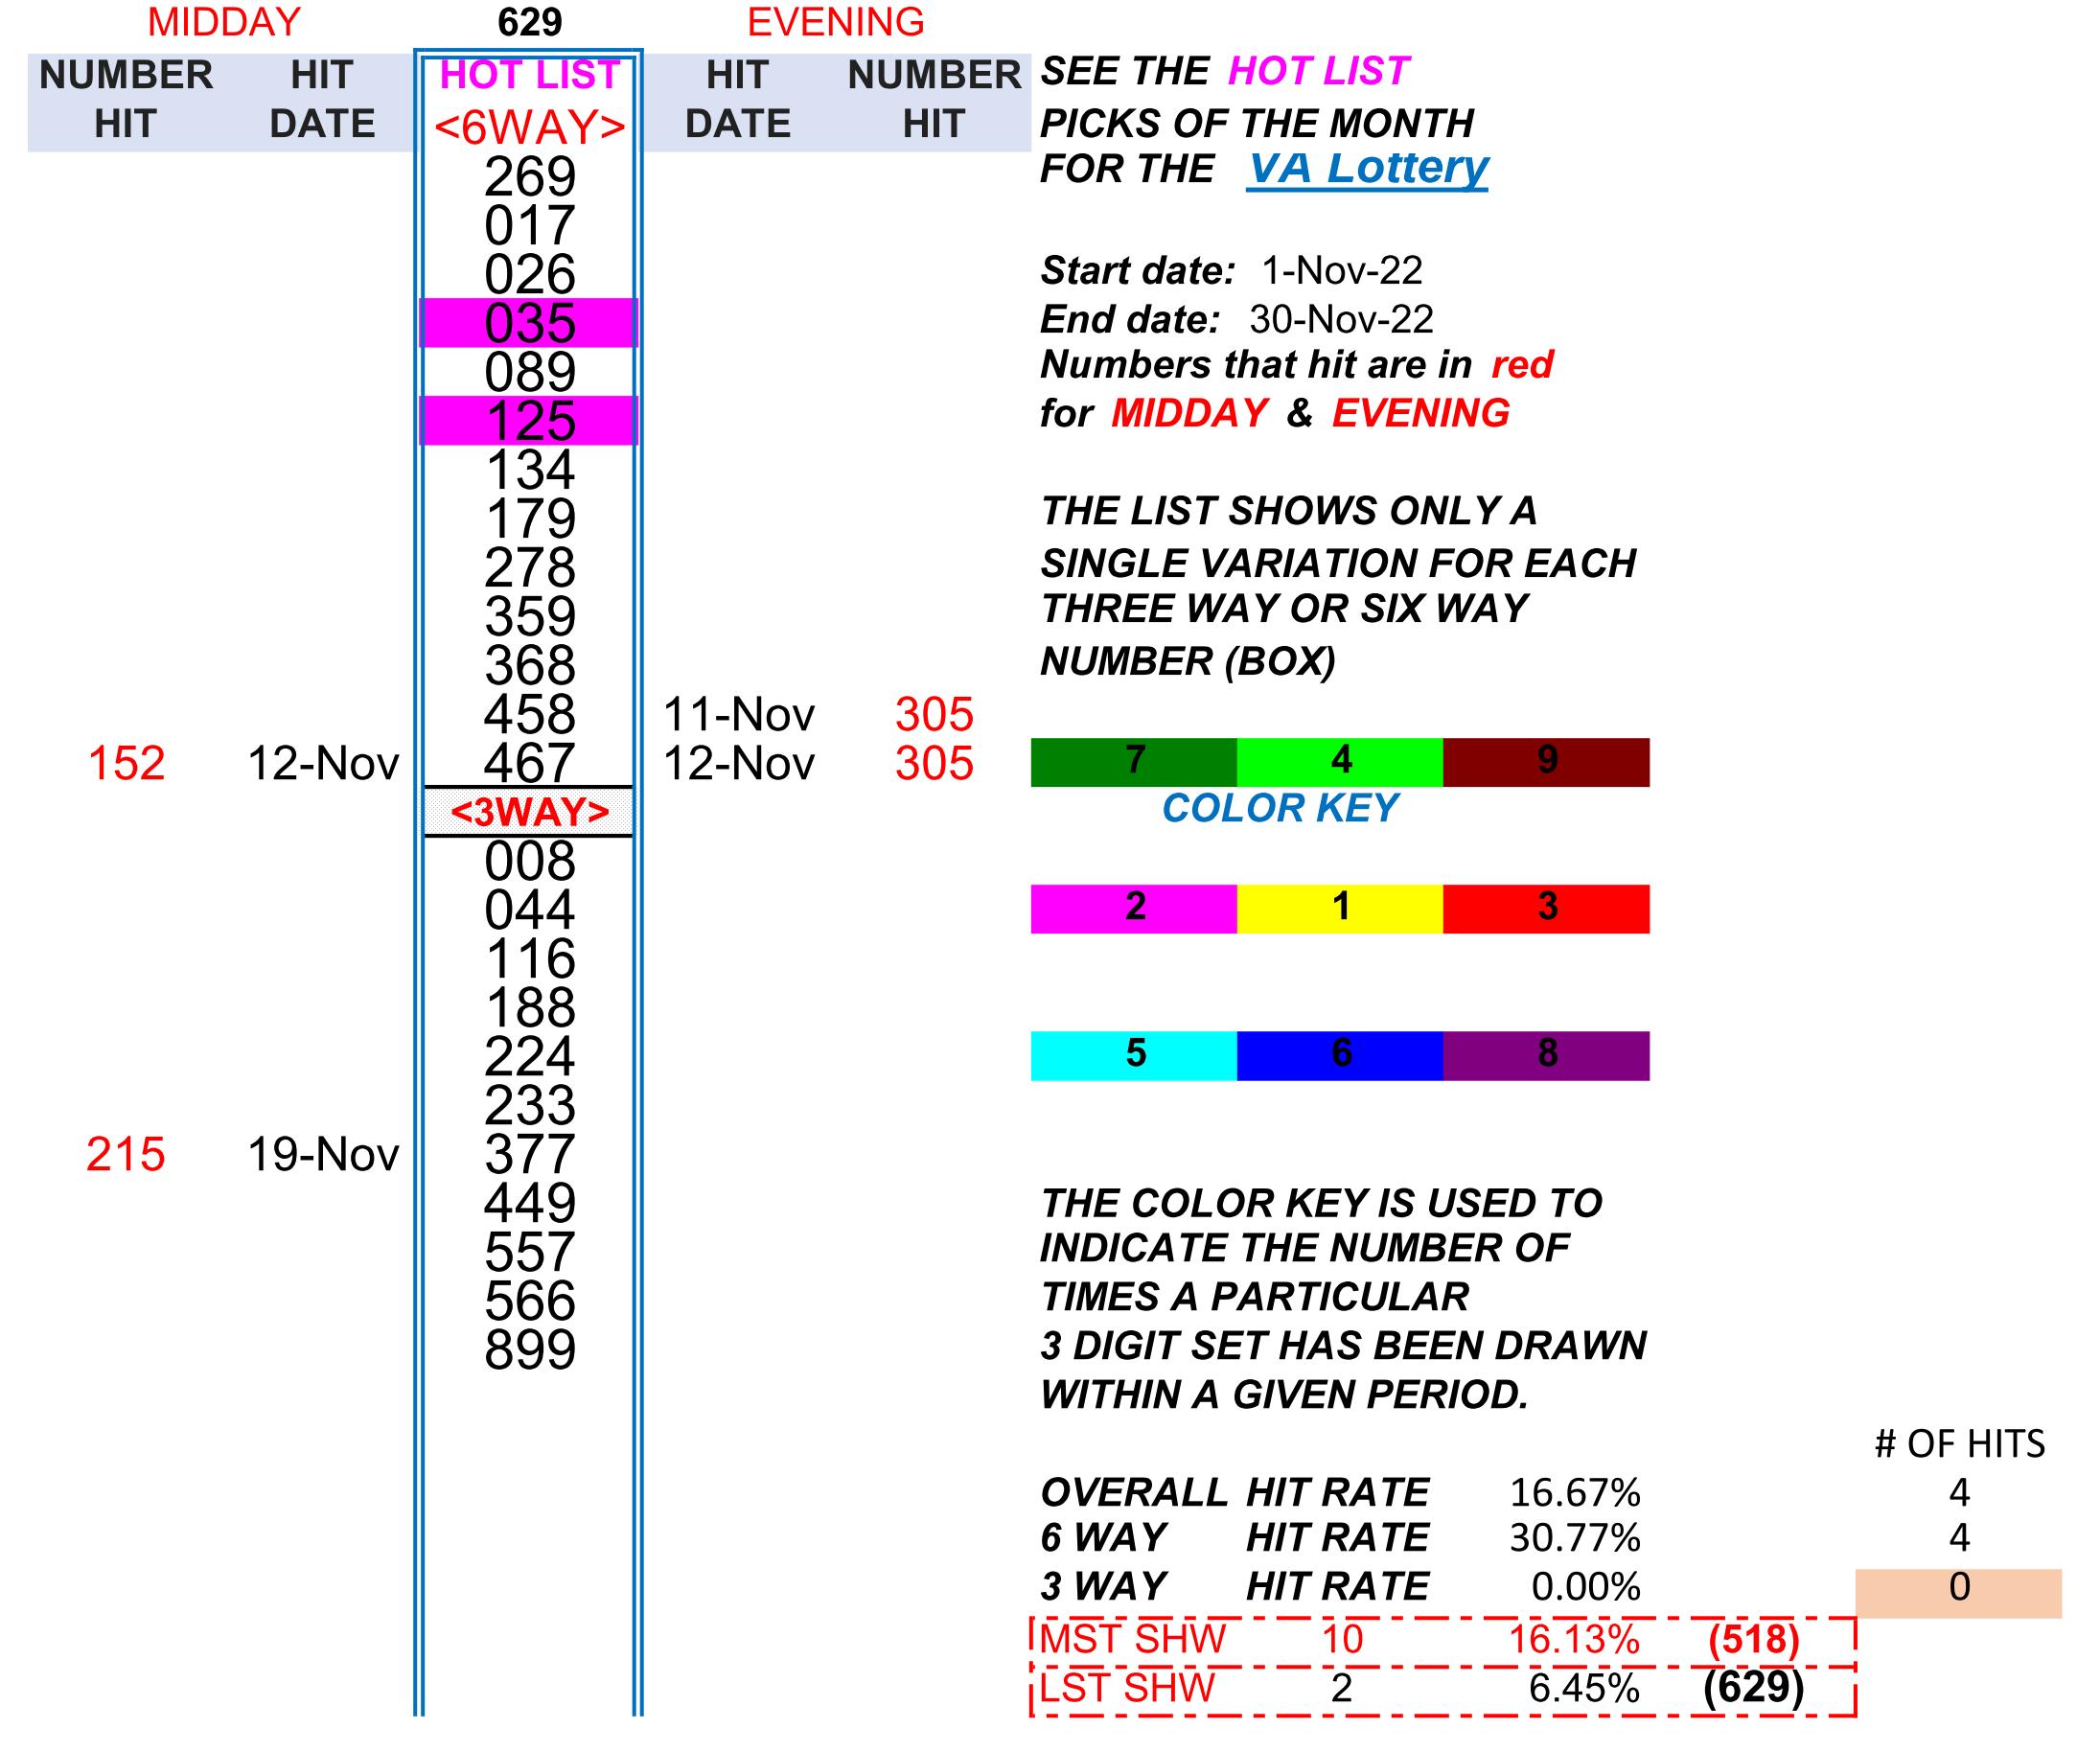 MIDDAY 629 EVENING
NUMBER HIT HOT LIST HIT NUMBER SEE THE HOT LIST
HIT DATE <6WAY> DATE HIT PICKS OF THE MONTH
269 FOR THE VA Lottery
017
026 Start date: 1-Nov-22
035 End date: 30-Nov-22
089 Numbers that hit are in red
125 for MIDDAY & EVENING
134
179 THE LIST SHOWS ONLY A
278 SINGLE VARIATION FOR EACH
359 THREE WAY OR SIX WAY
368 NUMBER (BOX)
458 11-Nov 305
152 12-Nov 467 12-Nov 305 7 4 9
<3WAY> COLOR KEY
008
044 2 1 3
116
188
224 5 6 8
233
215 19-Nov 377
449 THE COLOR KEY IS USED TO
557 INDICATE THE NUMBER OF
566 TIMES A PARTICULAR
899 3 DIGIT SET HAS BEEN DRAWN
WITHIN A GIVEN PERIOD.
# OF HITS
OVERALL HIT RATE 16.67% 4
6 WAY HIT RATE 30.77% 4
3 WAY HIT RATE 0.00% 0
MST SHW 10 16.13% (518)
LST SHW 2 6.45% (629)